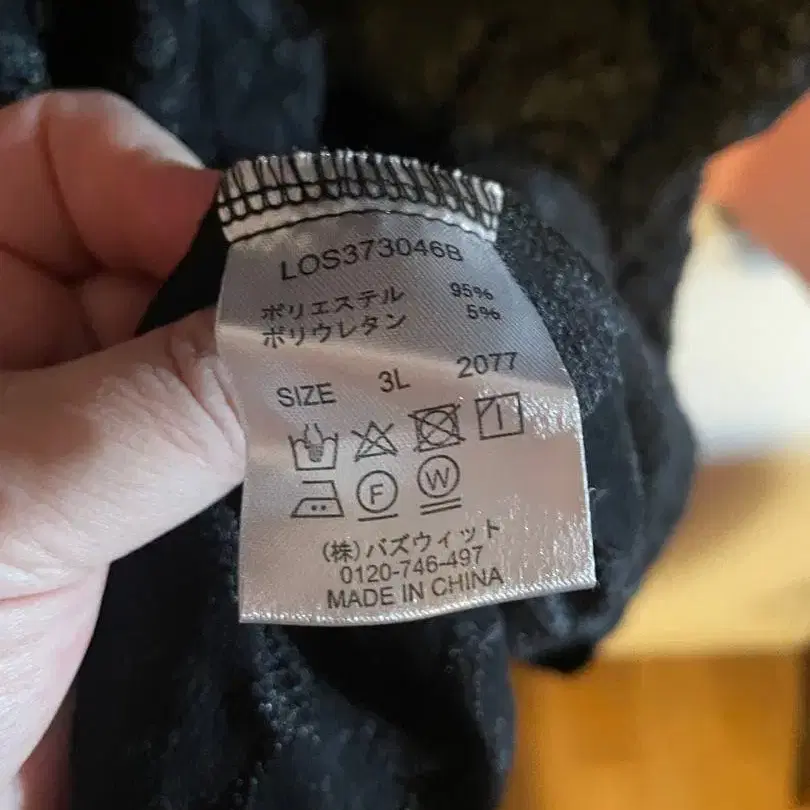 LOS373046B
ポリエステル 95%
ポリウレタン 5%
SIZE 3L 2077
F W
(株)バズウィット
0120-746-497
MADE IN CHINA